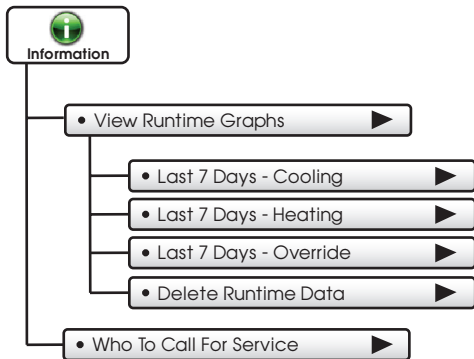 Information
• View Runtime Graphs
• Last 7 Days - Cooling
• Last 7 Days - Heating
• Last 7 Days - Override
• Delete Runtime Data
• Who To Call For Service